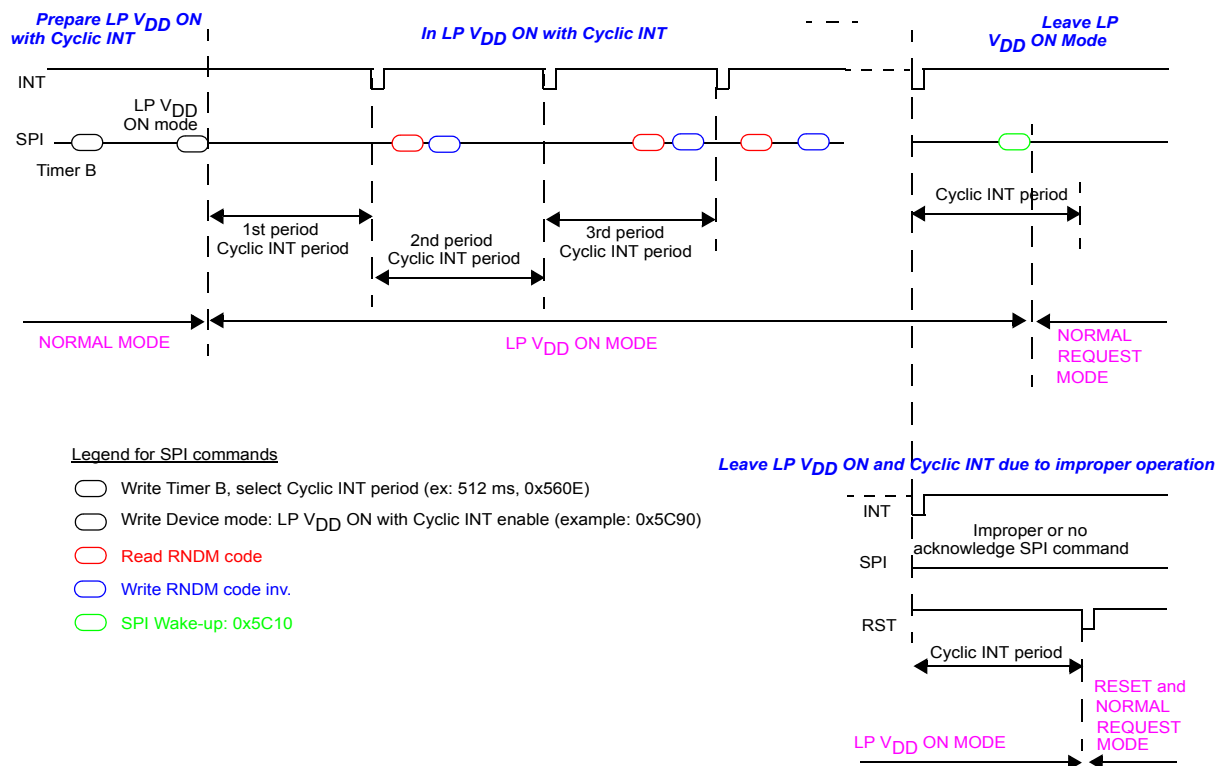 Prepare LP VDD ON
with Cyclic INT
In LP VDD ON with Cyclic INT
Leave LP
VDD ON Mode
INT
LP VDD
ON mode
SPI
Timer B
1st period
Cyclic INT period
2nd period
Cyclic INT period
3rd period
Cyclic INT period
Cyclic INT period
NORMAL MODE
LP VDD ON MODE
NORMAL
REQUEST
MODE
Legend for SPI commands
Write Timer B, select Cyclic INT period (ex: 512 ms, 0x560E)
Write Device mode: LP VDD ON with Cyclic INT enable (example: 0x5C90)
Read RNDM code
Write RNDM code inv.
SPI Wake-up: 0x5C10
Leave LP VDD ON and Cyclic INT due to improper operation
INT
Improper or no
acknowledge SPI command
SPI
RST
Cyclic INT period
RESET and
NORMAL
REQUEST
MODE
LP VDD ON MODE